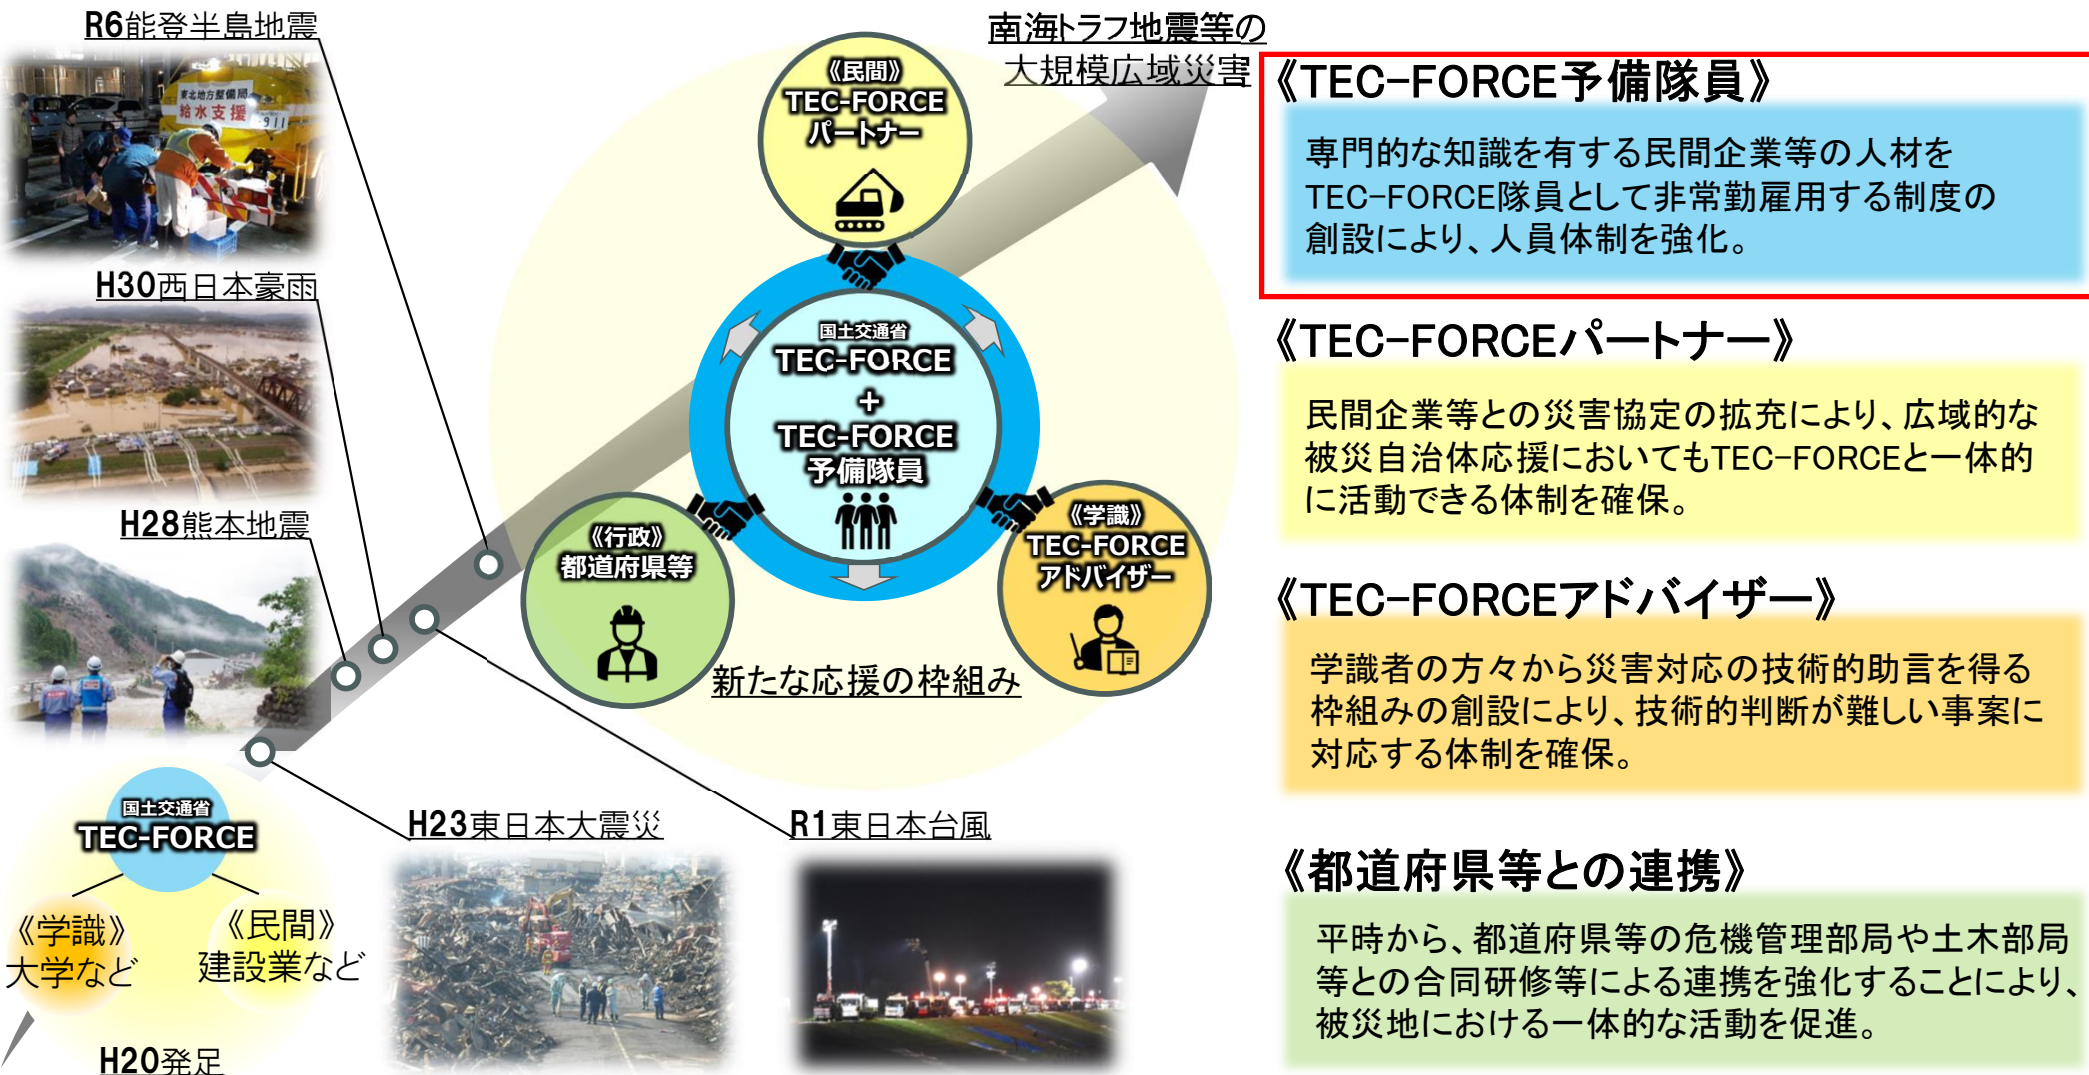 R6能登半島地震
東北地方整備局
給水支援
911
H30西日本豪雨
H28熊本地震
国土交通省
TEC-FORCE
《学識》
大学など
《民間》
建設業など
H20発足
H23東日本大震災
R1東日本台風
南海トラフ地震等の
大規模広域災害
《民間》
TEC-FORCE
パートナー
国土交通省
TEC-FORCE
+
TEC-FORCE
予備隊員
《行政》
都道府県等
《学識》
TEC-FORCE
アドバイザー
新たな応援の枠組み
《TEC-FORCE予備隊員》
専門的な知識を有する民間企業等の人材を
TEC-FORCE隊員として非常勤雇用する制度の
創設により、人員体制を強化。
《TEC-FORCEパートナー》
民間企業等との災害協定の拡充により、広域的な
被災自治体応援においてもTEC-FORCEと一体的
に活動できる体制を確保。
《TEC-FORCEアドバイザー》
学識者の方々から災害対応の技術的助言を得る
枠組みの創設により、技術的判断が難しい事案に
対応する体制を確保。
《都道府県等との連携》
平時から、都道府県等の危機管理部局や土木部局
等との合同研修等による連携を強化することにより、
被災地における一体的な活動を促進。